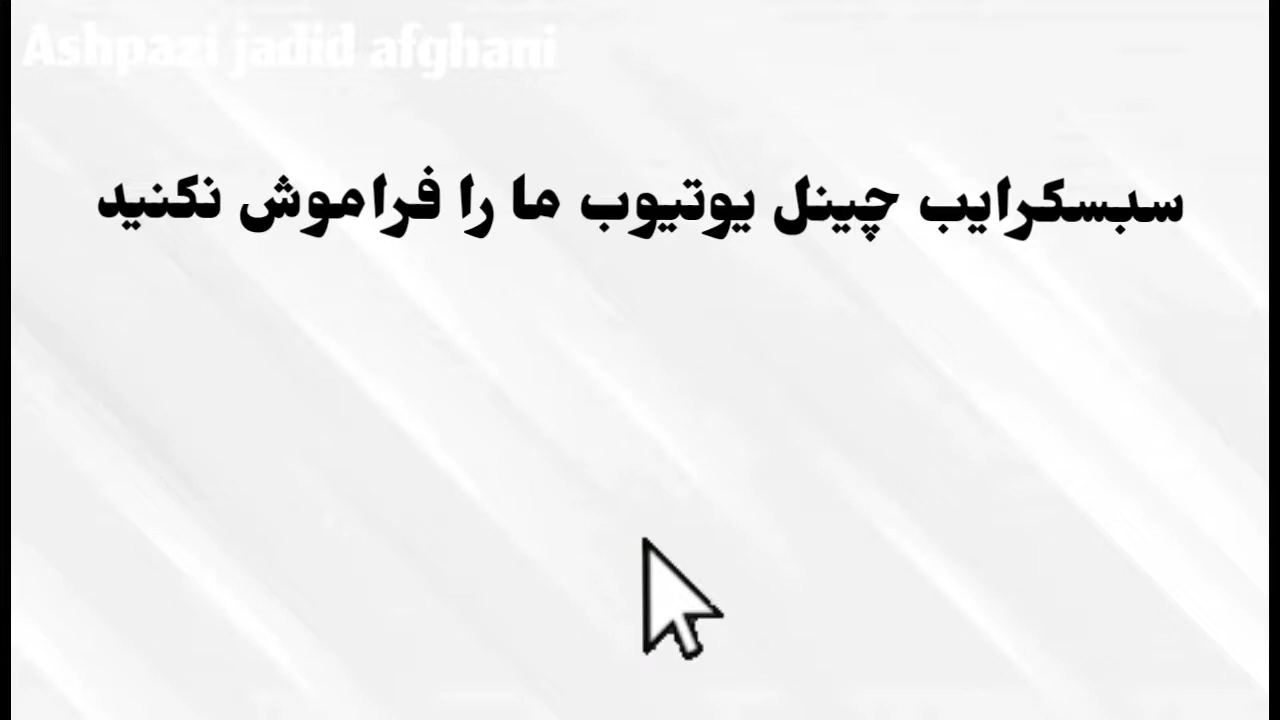 Ashpazi jadid afghani
سبسکرایب چینل یوتیوب ما را فراموش نکنید